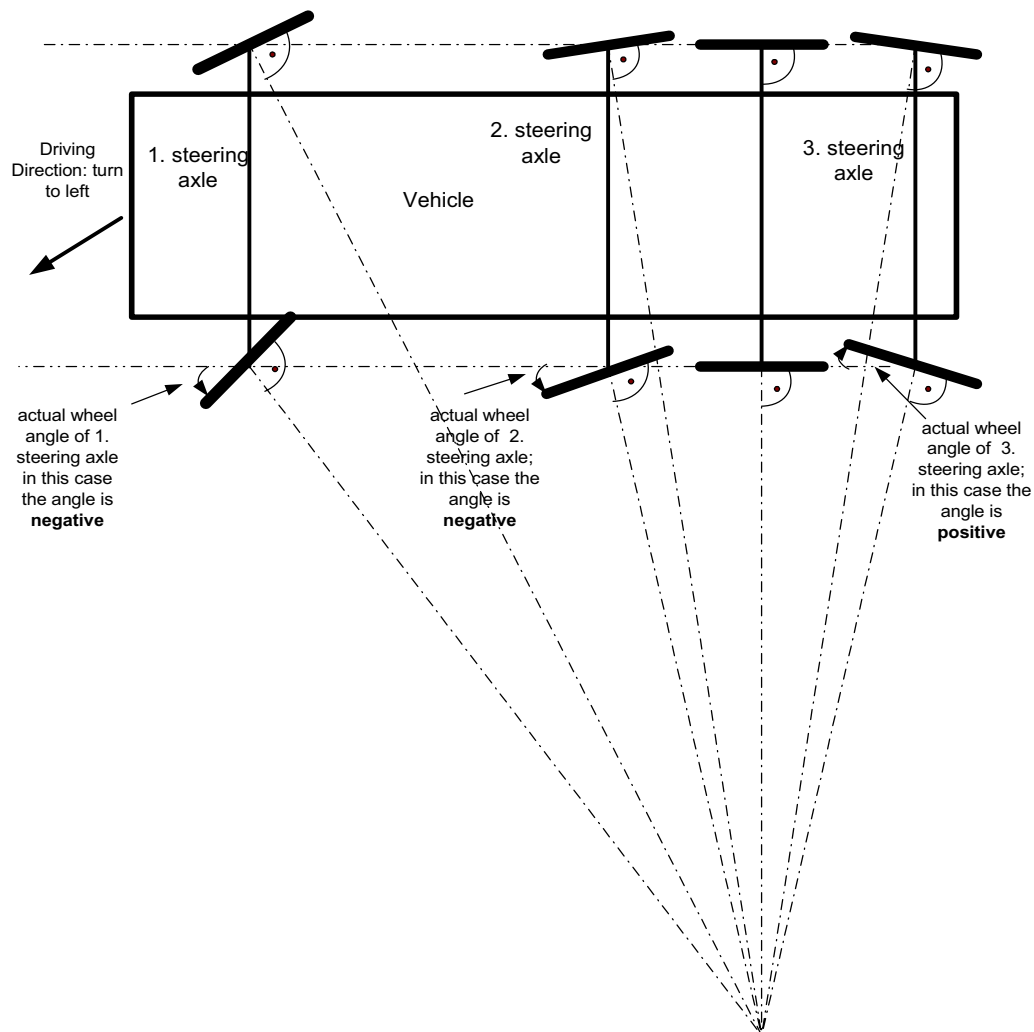 Driving
Direction: turn
to left
1. steering
axle
Vehicle
2. steering
axle
3. steering
axle
actual wheel
angle of 1.
steering axle
in this case
the angle is
negative
actual wheel
angle of 2.
steering axle;
in this case the
angle is
negative
actual wheel
angle of 3.
steering axle;
in this case the
angle is
positive